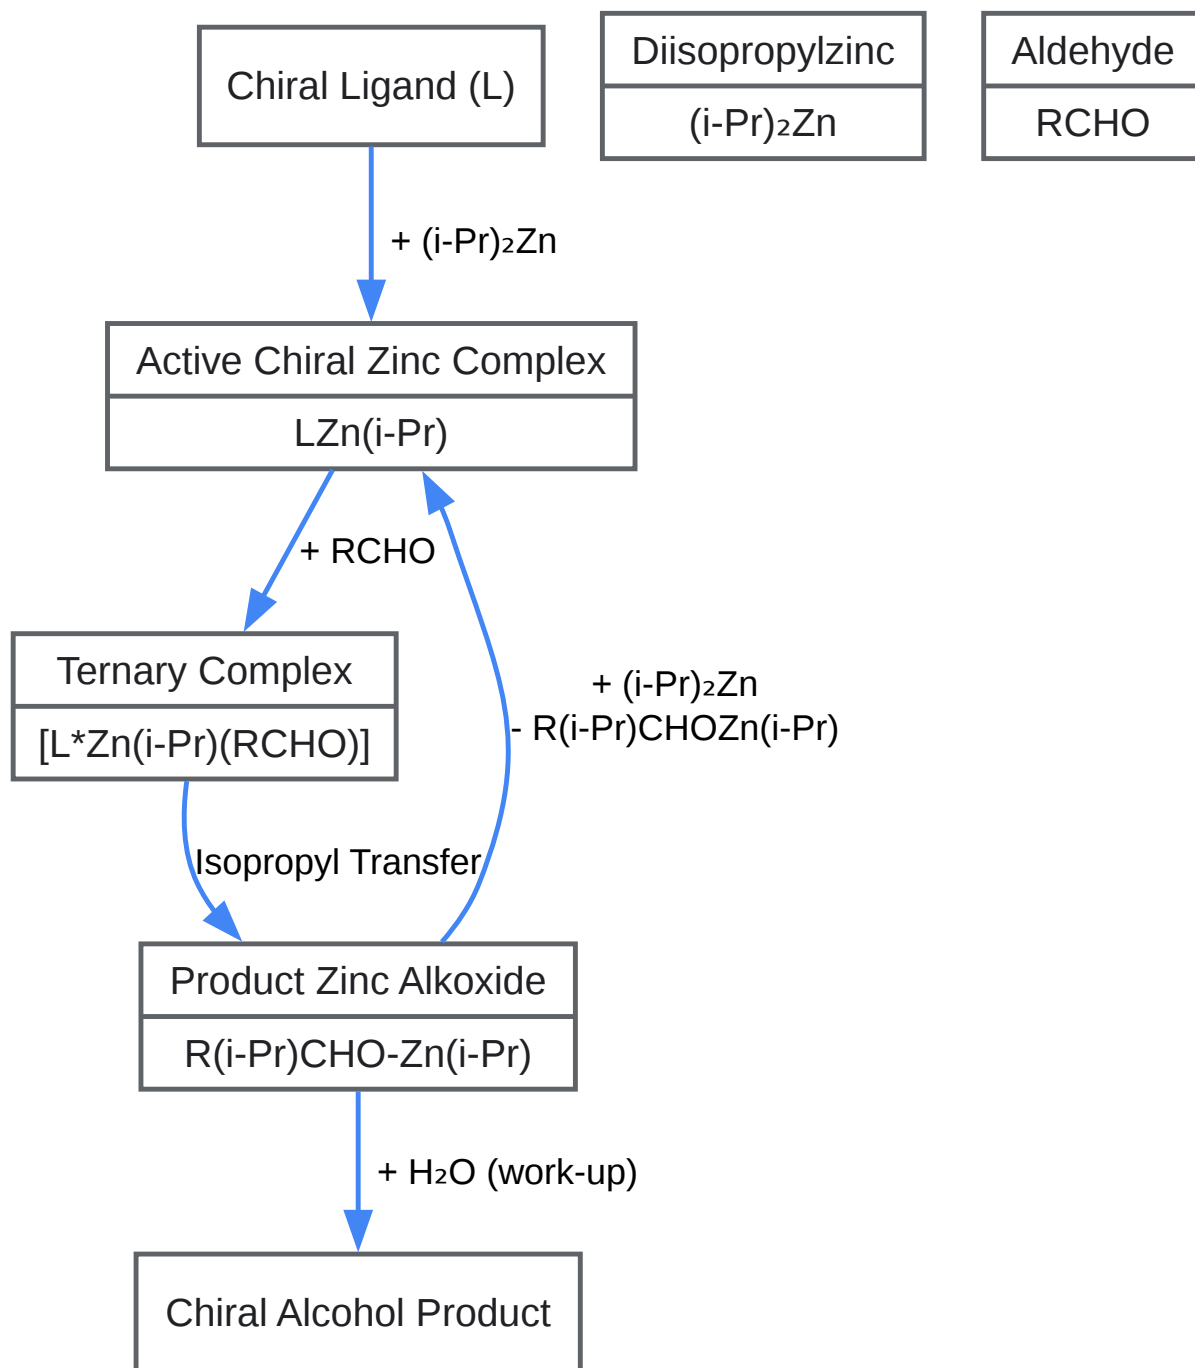 Chiral Ligand (L)
Diisopropylzinc
(i-Pr)₂Zn
Aldehyde
RCHO
+ (i-Pr)₂Zn
Active Chiral Zinc Complex
LZn(i-Pr)
+ RCHO
Ternary Complex
[L*Zn(i-Pr)(RCHO)]
+ (i-Pr)₂Zn
- R(i-Pr)CHOZn(i-Pr)
Isopropyl Transfer
Product Zinc Alkoxide
R(i-Pr)CHO-Zn(i-Pr)
+ H₂O (work-up)
Chiral Alcohol Product